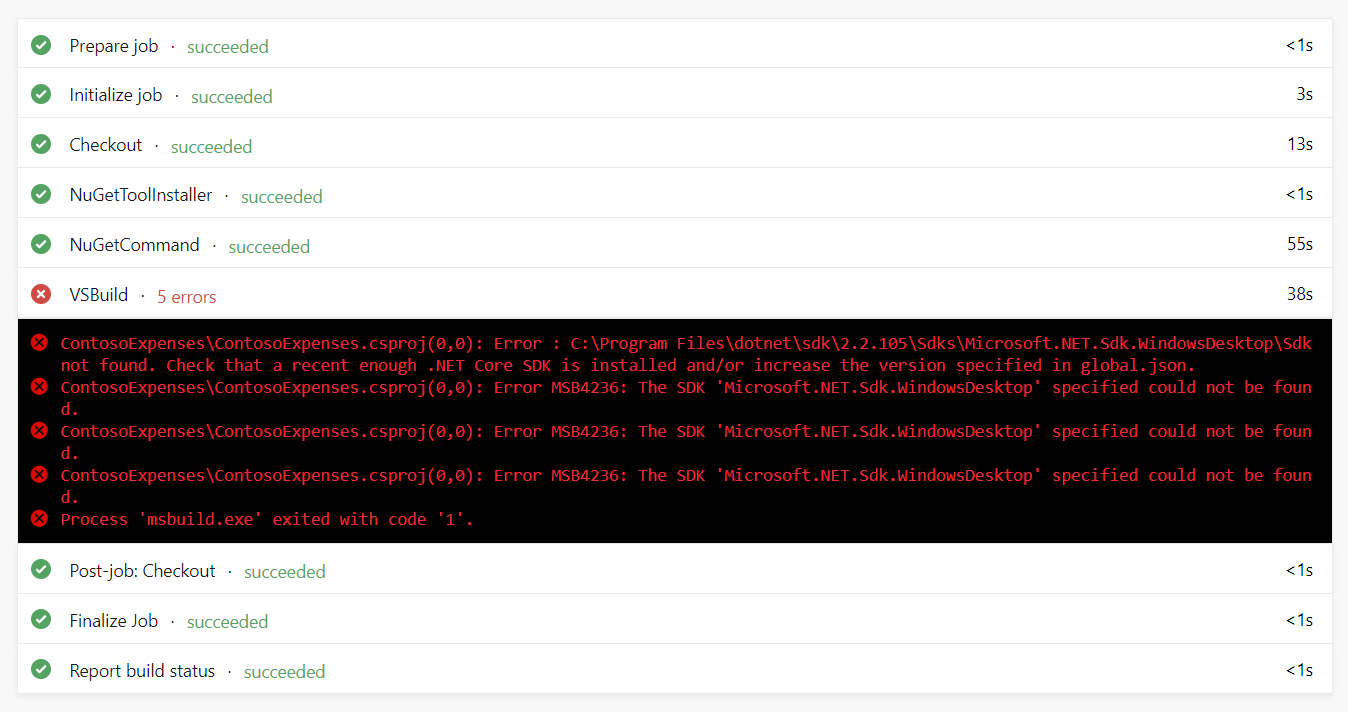 Prepare job · succeeded <1s
Initialize job · succeeded 3s
Checkout · succeeded 13s
NuGetToolInstaller · succeeded <1s
NuGetCommand · succeeded 55s
VSBuild · 5 errors 38s
ContosoExpenses\ContosoExpenses.csproj(0,0): Error : C:\Program Files\dotnet\sdk\2.2.105\Sdks\Microsoft.NET.Sdk.WindowsDesktop\Sdk
not found. Check that a recent enough .NET Core SDK is installed and/or increase the version specified in global.json.
ContosoExpenses\ContosoExpenses.csproj(0,0): Error MSB4236: The SDK 'Microsoft.NET.Sdk.WindowsDesktop' specified could not be foun
d.
ContosoExpenses\ContosoExpenses.csproj(0,0): Error MSB4236: The SDK 'Microsoft.NET.Sdk.WindowsDesktop' specified could not be foun
d.
ContosoExpenses\ContosoExpenses.csproj(0,0): Error MSB4236: The SDK 'Microsoft.NET.Sdk.WindowsDesktop' specified could not be foun
d.
Process 'msbuild.exe' exited with code '1'.
Post-job: Checkout · succeeded <1s
Finalize Job · succeeded <1s
Report build status · succeeded <1s